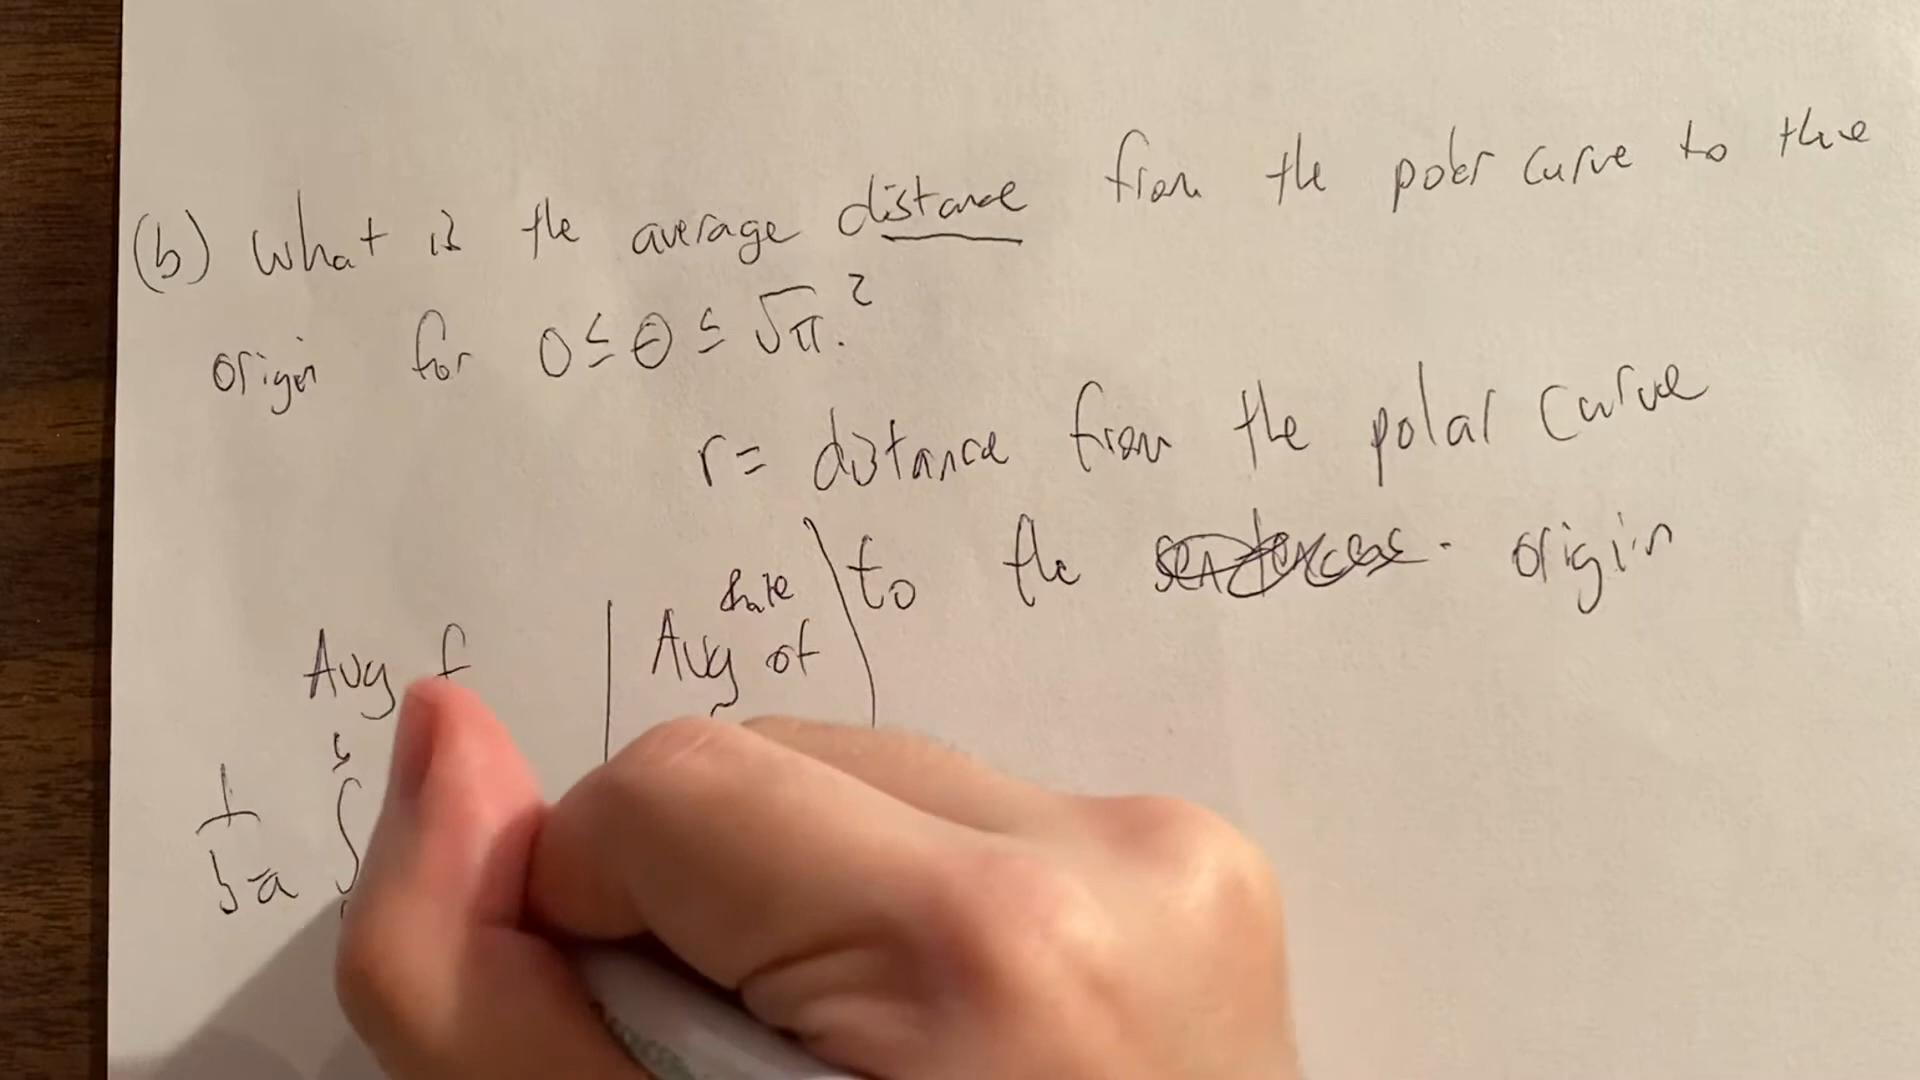 (b) What is the average distance from the polar curve to the
origin for 0 ≤ θ ≤ √π.?
r = distance from the polar curve
to the origin
Avg f
rate
Avg of
1/b-a ∫ b